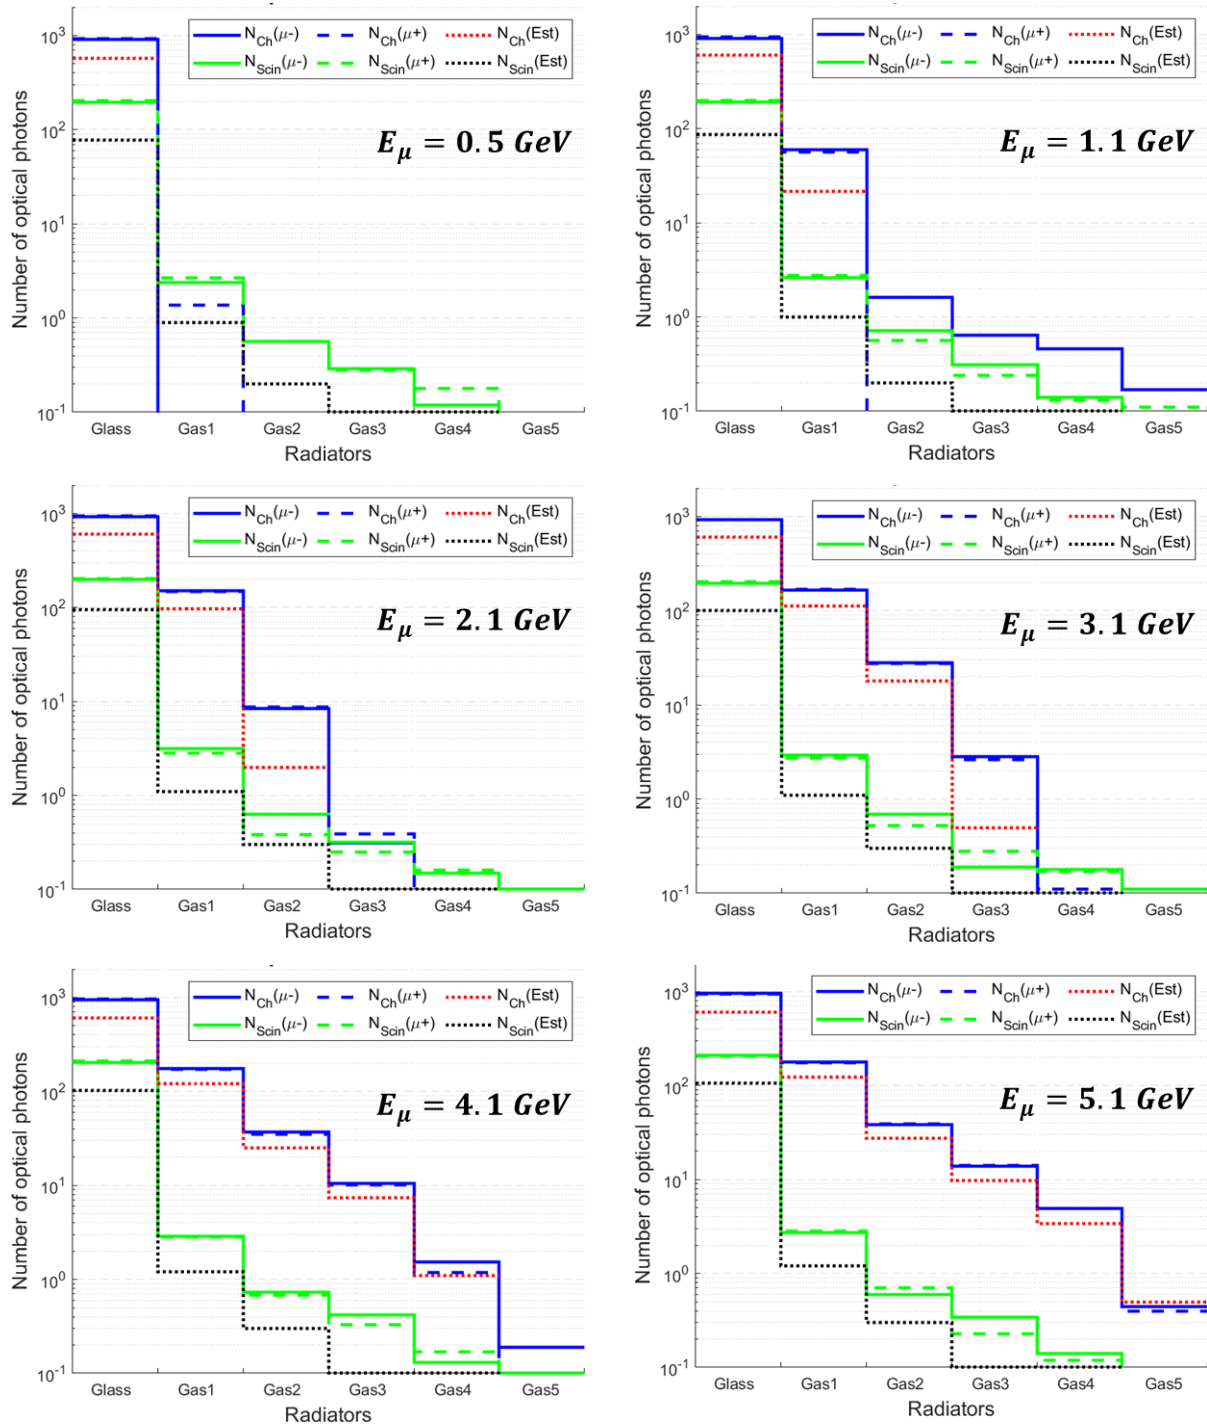 N_Ch(μ-) N_Ch(μ+) N_Ch(Est)
N_Scin(μ-) N_Scin(μ+) N_Scin(Est)
E_μ = 0.5 GeV
Number of optical photons
10^3
10^2
10^1
10^0
10^-1
Glass Gas1 Gas2 Gas3 Gas4 Gas5
Radiators
N_Ch(μ-) N_Ch(μ+) N_Ch(Est)
N_Scin(μ-) N_Scin(μ+) N_Scin(Est)
E_μ = 1.1 GeV
Number of optical photons
10^3
10^2
10^1
10^0
10^-1
Glass Gas1 Gas2 Gas3 Gas4 Gas5
Radiators
N_Ch(μ-) N_Ch(μ+) N_Ch(Est)
N_Scin(μ-) N_Scin(μ+) N_Scin(Est)
E_μ = 2.1 GeV
Number of optical photons
10^3
10^2
10^1
10^0
10^-1
Glass Gas1 Gas2 Gas3 Gas4 Gas5
Radiators
N_Ch(μ-) N_Ch(μ+) N_Ch(Est)
N_Scin(μ-) N_Scin(μ+) N_Scin(Est)
E_μ = 3.1 GeV
Number of optical photons
10^3
10^2
10^1
10^0
10^-1
Glass Gas1 Gas2 Gas3 Gas4 Gas5
Radiators
N_Ch(μ-) N_Ch(μ+) N_Ch(Est)
N_Scin(μ-) N_Scin(μ+) N_Scin(Est)
E_μ = 4.1 GeV
Number of optical photons
10^3
10^2
10^1
10^0
10^-1
Glass Gas1 Gas2 Gas3 Gas4 Gas5
Radiators
N_Ch(μ-) N_Ch(μ+) N_Ch(Est)
N_Scin(μ-) N_Scin(μ+) N_Scin(Est)
E_μ = 5.1 GeV
Number of optical photons
10^3
10^2
10^1
10^0
10^-1
Glass Gas1 Gas2 Gas3 Gas4 Gas5
Radiators